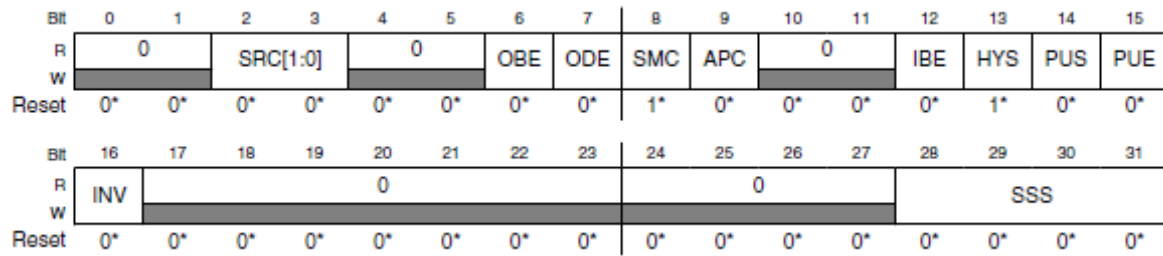 Bit 0 1 2 3 4 5 6 7 8 9 10 11 12 13 14 15
R 0 SRC[1:0] 0 OBE ODE SMC APC 0 IBE HYS PUS PUE
W
Reset 0* 0* 0* 0* 0* 0* 0* 0* 1* 0* 0* 0* 0* 1* 0* 0*
Bit 16 17 18 19 20 21 22 23 24 25 26 27 28 29 30 31
R INV 0 0 SSS
W
Reset 0* 0* 0* 0* 0* 0* 0* 0* 0* 0* 0* 0* 0* 0* 0* 0*